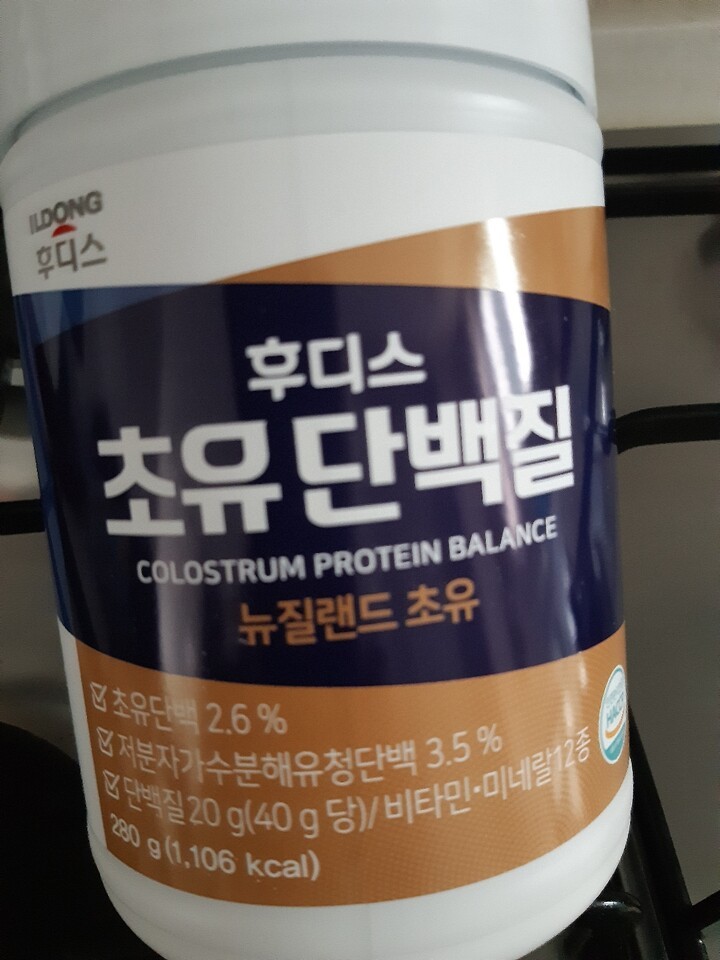 ILDONG
후디스
후디스
초유단백질
COLOSTRUM PROTEIN BALANCE
뉴질랜드 초유
초유단백 2.6 %
저분자가수분해유청단백 3.5 %
단백질 20 g(40 g 당)/비타민·미네랄12종
280 g (1,106 kcal)
HACCP